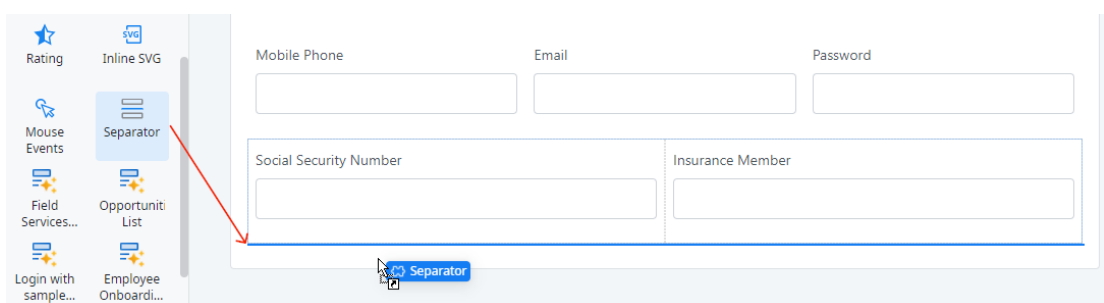 SVG
Rating
Inline SVG
Mouse
Events
Separator
Field
Services...
Opportuniti
List
Login with
sample...
Employee
Onboardi...
Mobile Phone
Email
Password
Social Security Number
Insurance Member
Separator